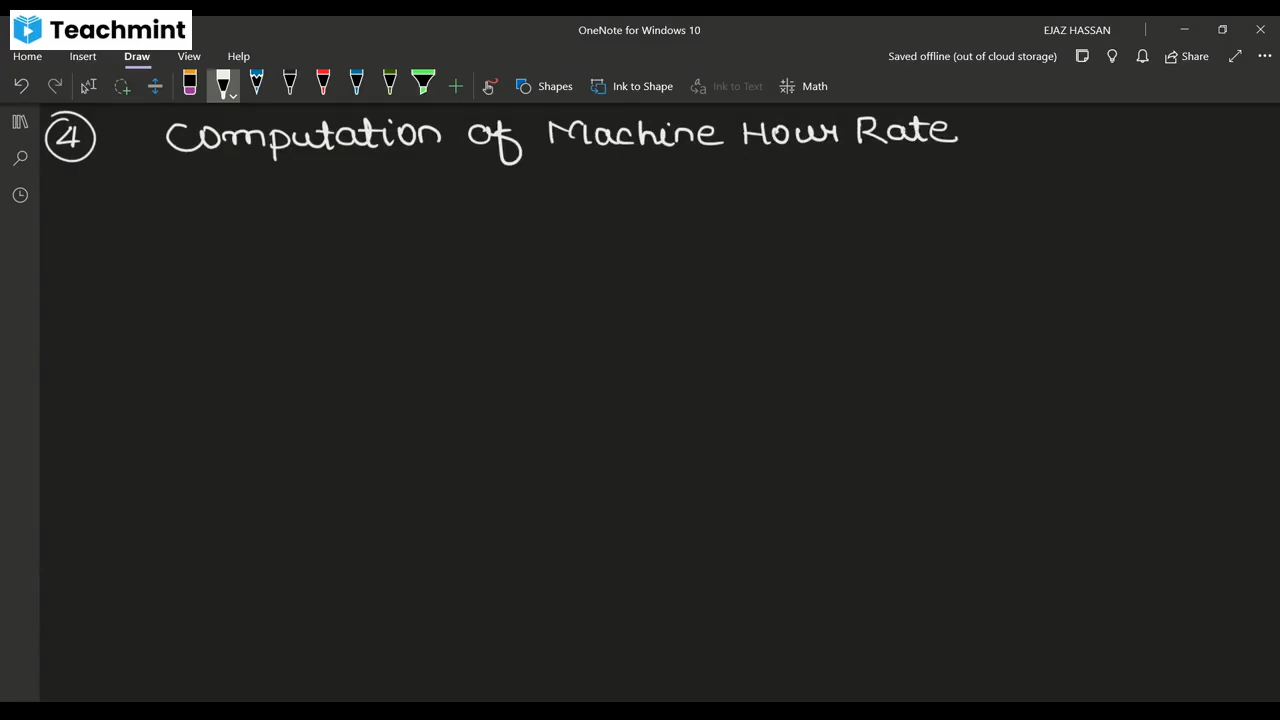 Teachmint
OneNote for Windows 10
EJAZ HASSAN
Home Insert Draw View Help
Saved offline (out of cloud storage)
Share
Shapes
Ink to Shape
Ink to Text
Math
4 Computation of Machine Hour Rate